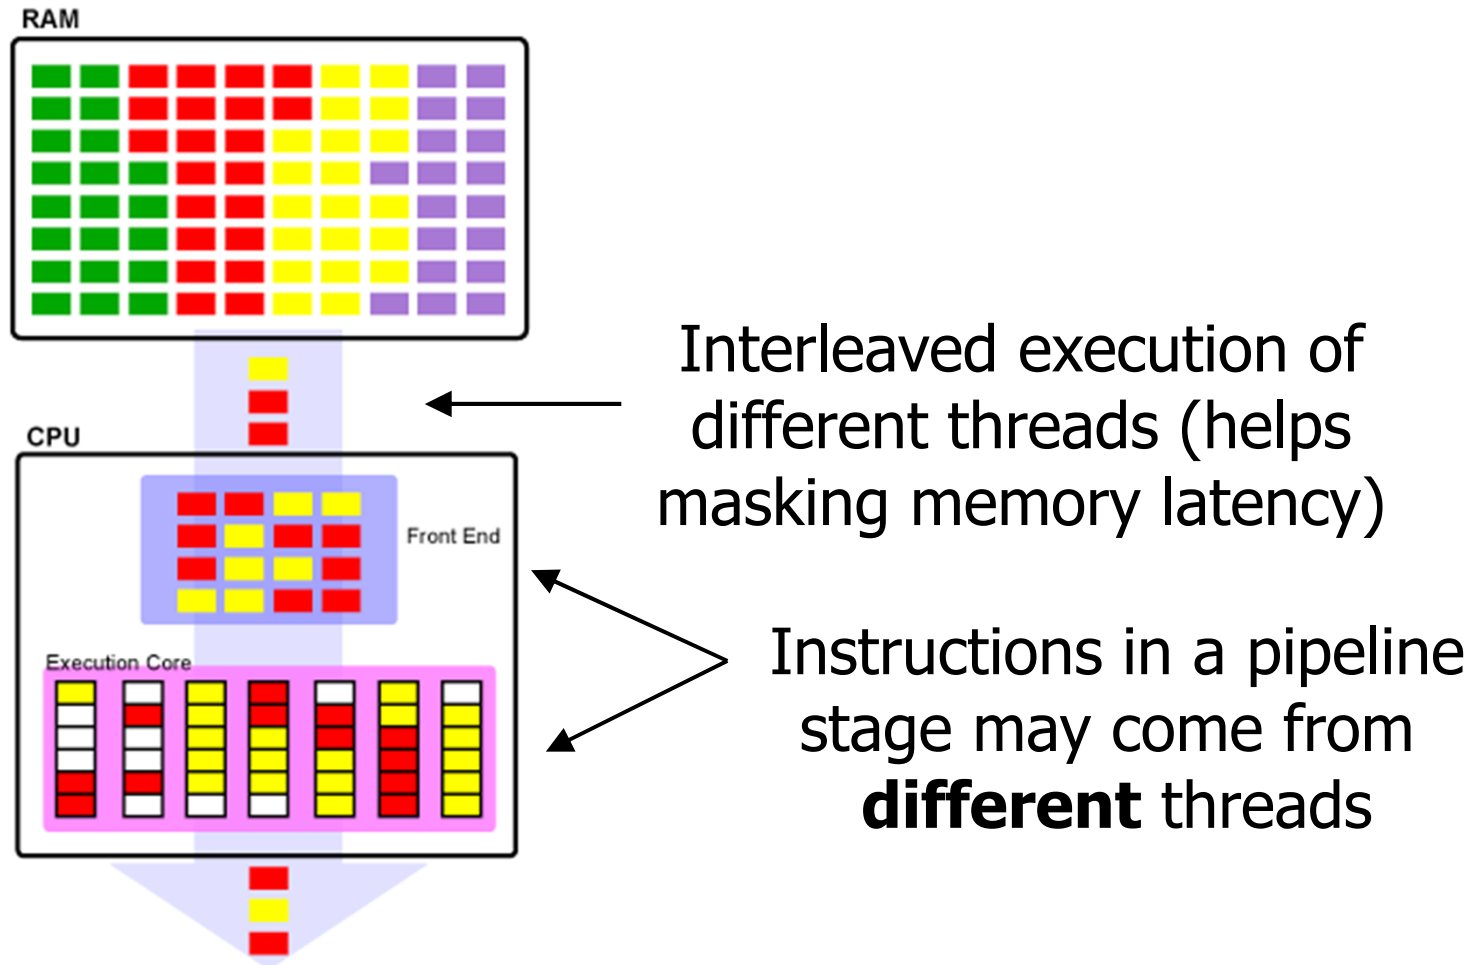 RAM
Interleaved execution of
different threads (helps
masking memory latency)
CPU
Front End
Instructions in a pipeline
stage may come from
different threads
Execution Core